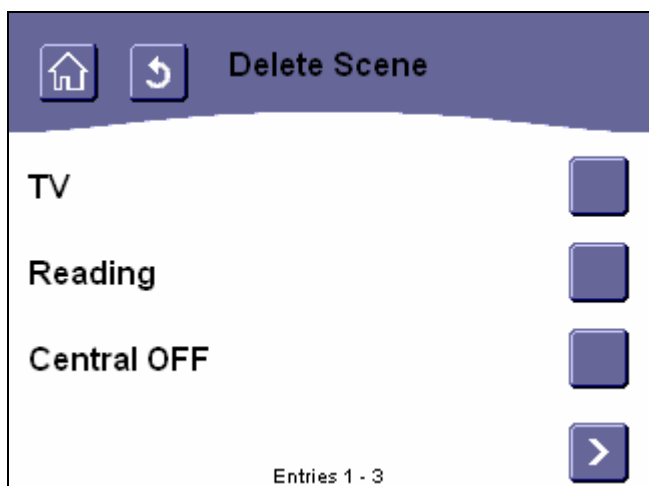 Delete Scene
TV
Reading
Central OFF
Entries 1 - 3